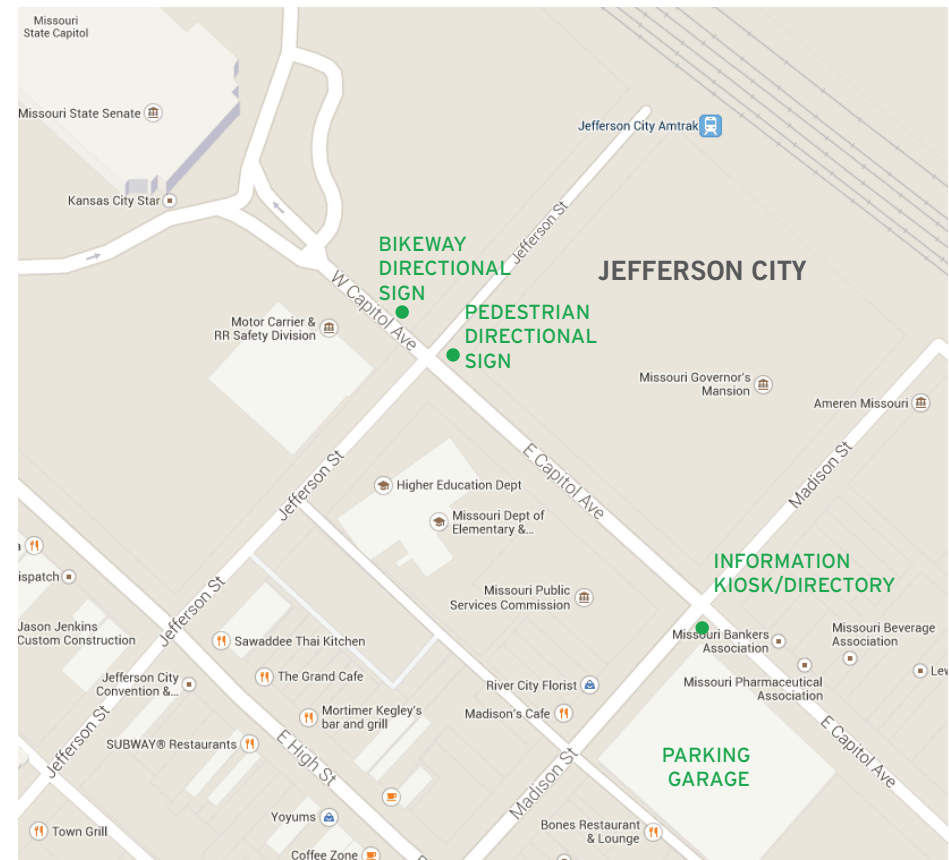 Missouri
State Capitol
Missouri State Senate
Jefferson City Amtrak
Kansas City Star
Jefferson St
BIKEWAY
DIRECTIONAL
SIGN
JEFFERSON CITY
W Capitol Ave
PEDESTRIAN
DIRECTIONAL
SIGN
Motor Carrier &
RR Safety Division
Missouri Governor's
Mansion
Ameren Missouri
E Capitol Ave
Madison St
Jefferson St
Higher Education Dept
Missouri Dept of
Elementary &...
INFORMATION
KIOSK/DIRECTORY
ispatch
Jefferson St
Missouri Public
Services Commission
Jason Jenkins
Custom Construction
Sawaddee Thai Kitchen
Missouri Bankers
Association
Missouri Beverage
Association
Jefferson City
Convention &...
The Grand Cafe
River City Florist
Missouri Pharmaceutical
Association
Lew
Mortimer Kegley's
bar and grill
Madison's Cafe
Jefferson St
SUBWAY® Restaurants
E High St
Madison St
PARKING
GARAGE
E Capitol Ave
Town Grill
Yoyums
Bones Restaurant
& Lounge
Coffee Zone